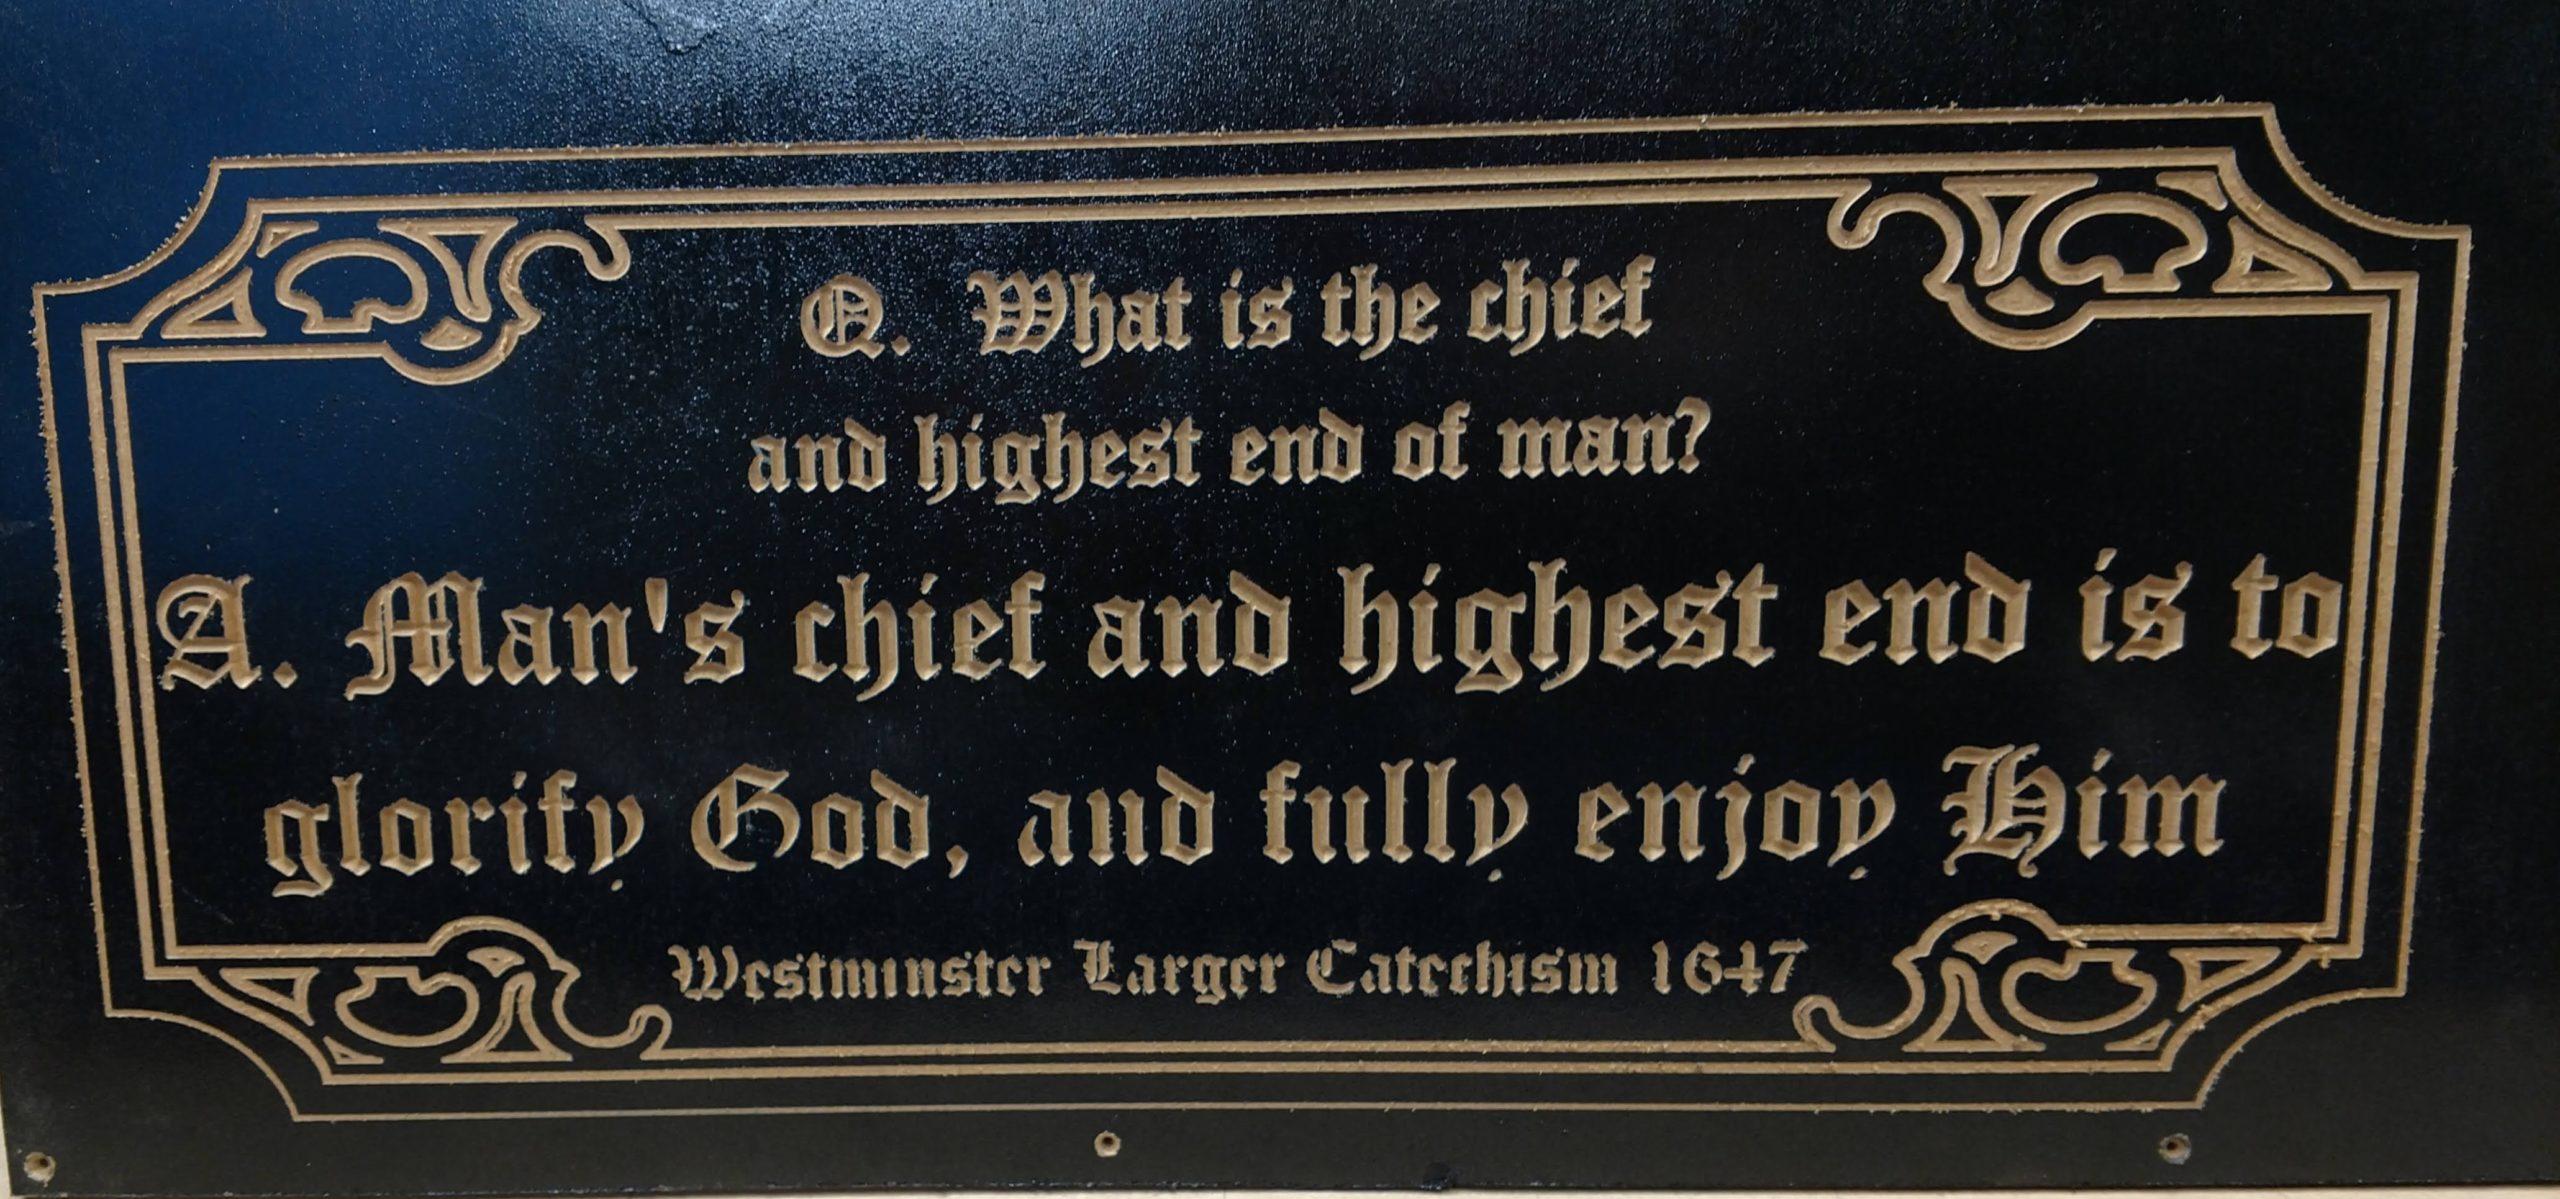 Q. What is the chief
and highest end of man?
A. Man's chief and highest end is to
glorify God, and fully enjoy Him
Westminster Larger Catechism 1647